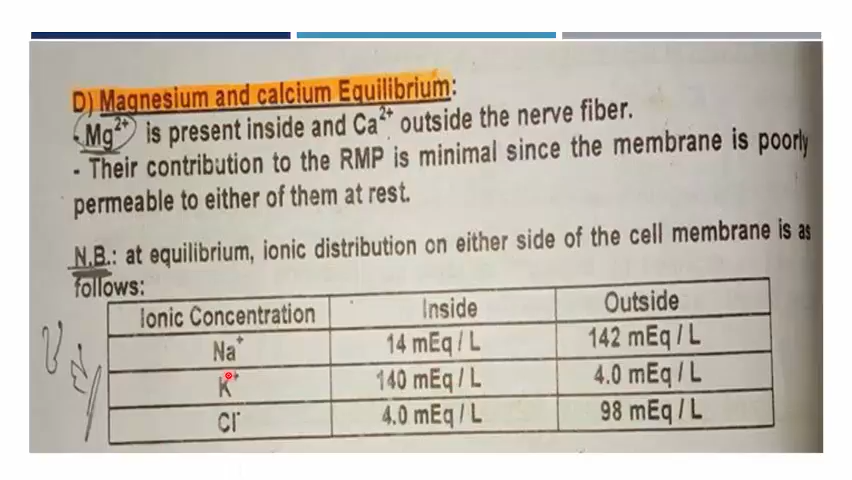 D) Magnesium and calcium Equilibrium:
- Mg²⁺ is present inside and Ca²⁺ outside the nerve fiber.
- Their contribution to the RMP is minimal since the membrane is poorly
permeable to either of them at rest.
N.B.: at equilibrium, ionic distribution on either side of the cell membrane is as
follows:
Ionic Concentration Inside Outside
Na⁺ 14 mEq / L 142 mEq / L
K⁺ 140 mEq / L 4.0 mEq / L
Cl⁻ 4.0 mEq / L 98 mEq / L